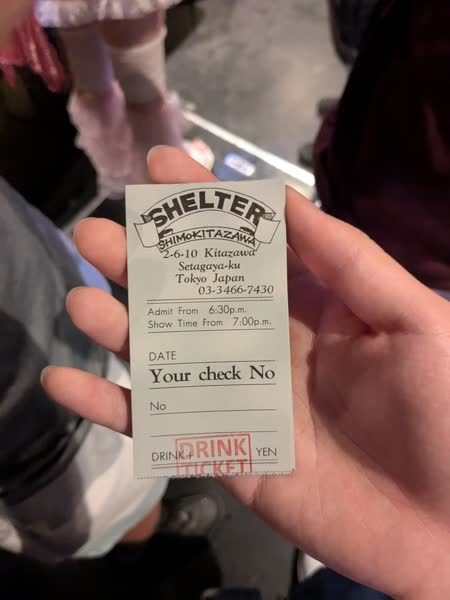 SHELTER
SHIMOKITAZAWA
2-6-10 Kitazawa
Setagaya-ku
Tokyo Japan
03-3466-7430
Admit From 6:30p.m.
Show Time From 7:00p.m.
DATE
Your check No
No
DRINK+ YEN
DRINK
TICKET